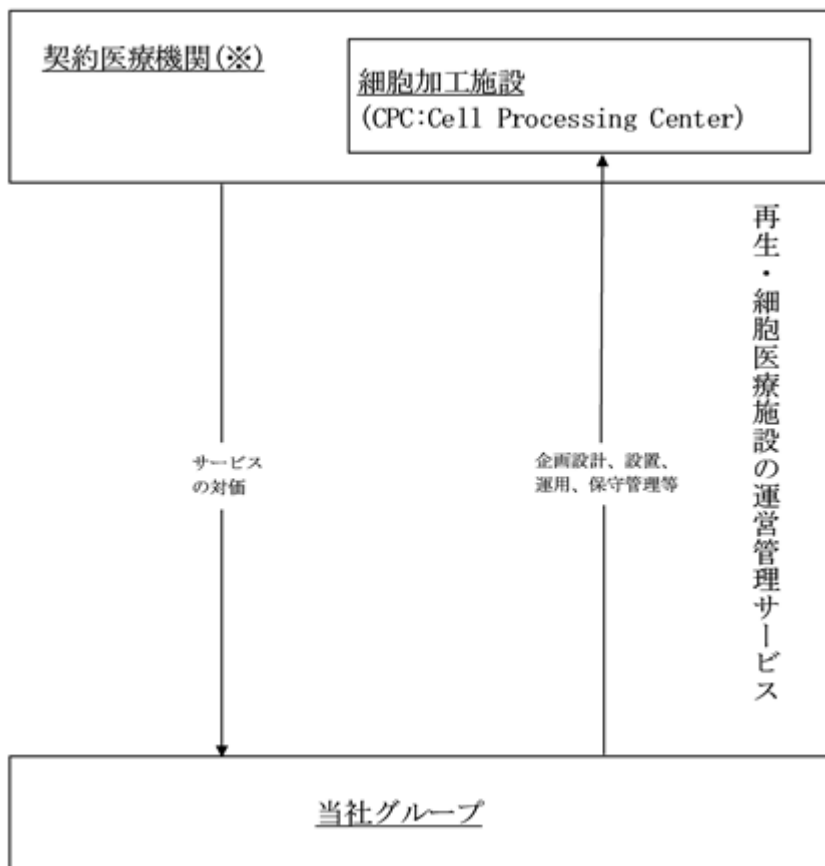 契約医療機関(※)
細胞加工施設
(CPC:Cell Processing Center)
再生・細胞医療施設の運営管理サービス
サービス
の対価
企画設計、設置、
運用、保守管理等
当社グループ